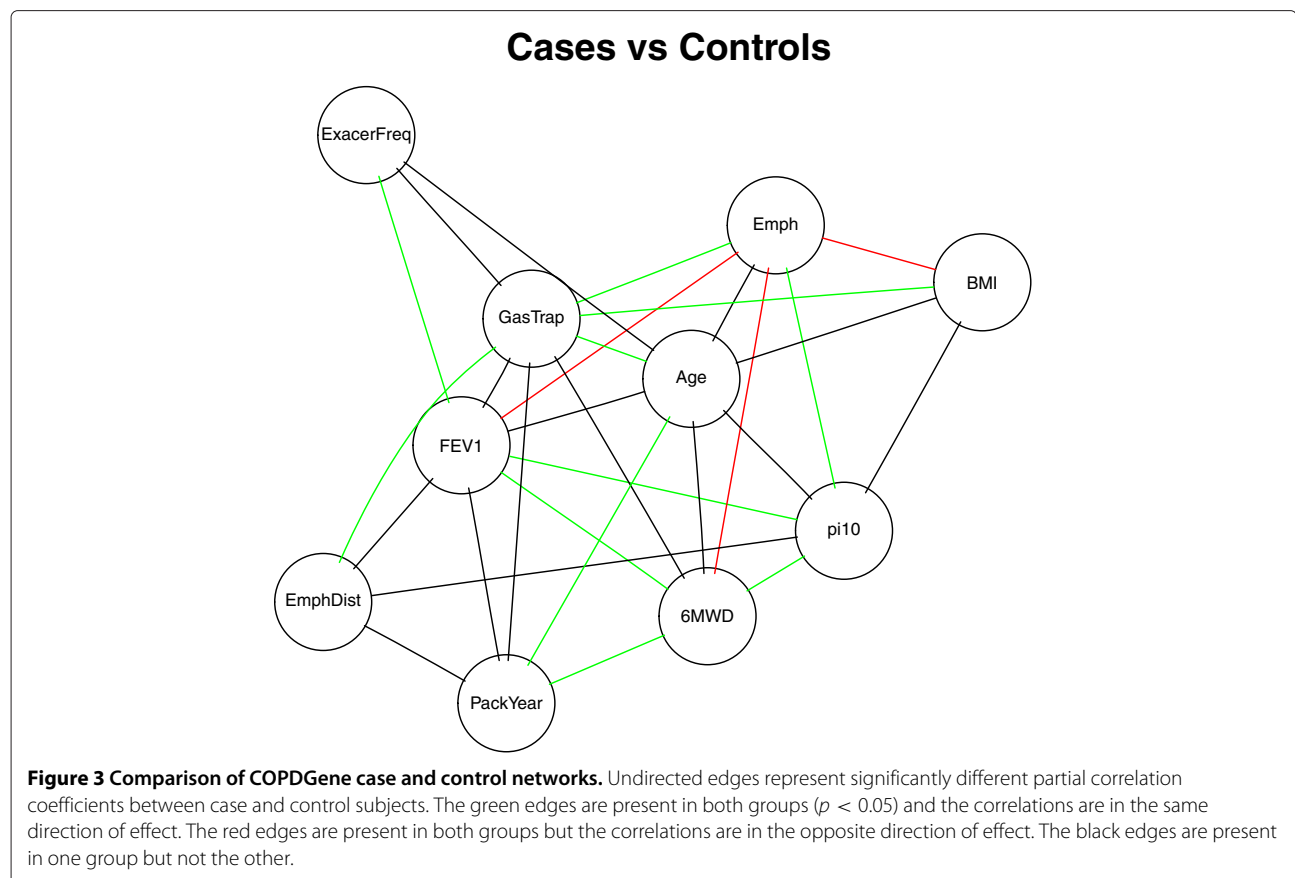 Cases vs Controls
ExacerFreq
Emph
BMI
GasTrap
Age
FEV1
pi10
EmphDist
6MWD
PackYear
Figure 3 Comparison of COPDGene case and control networks. Undirected edges represent significantly different partial correlation
coefficients between case and control subjects. The green edges are present in both groups (p < 0.05) and the correlations are in the same
direction of effect. The red edges are present in both groups but the correlations are in the opposite direction of effect. The black edges are present
in one group but not the other.